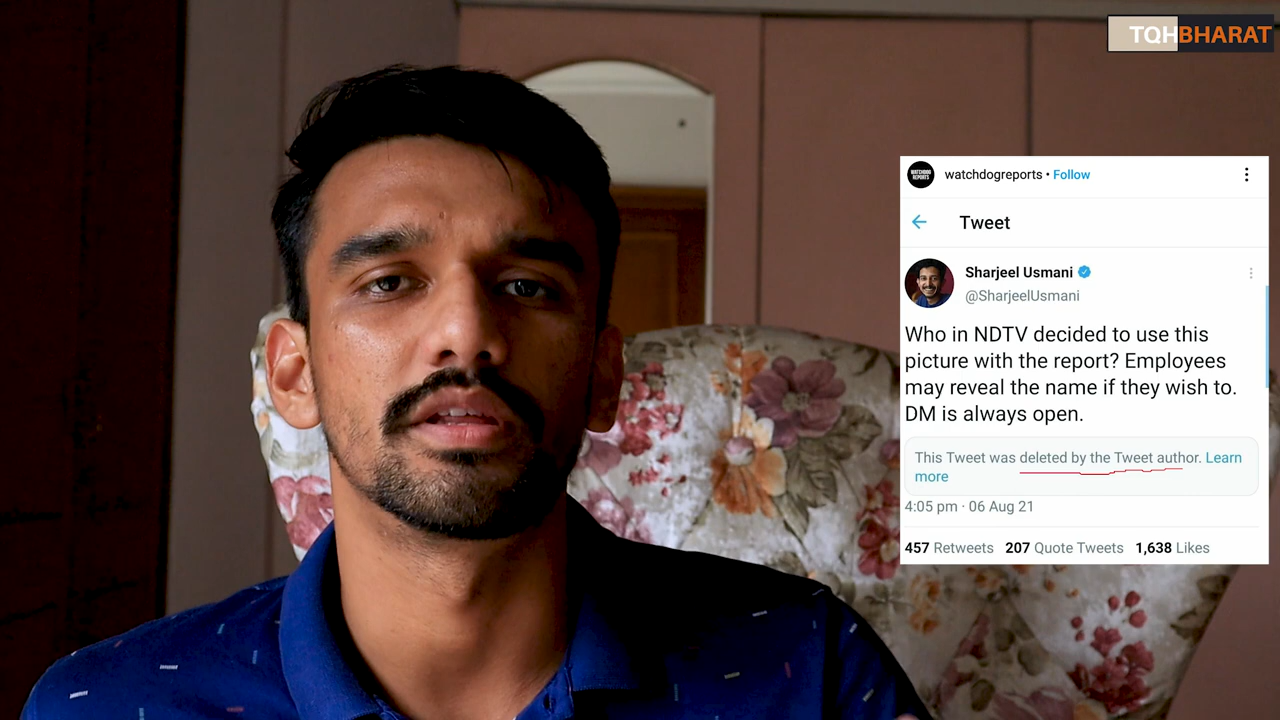 TQHBHARAT
WATCHDOG
REPORTS
watchdogreports • Follow
Tweet
Sharjeel Usmani
@SharjeelUsmani
Who in NDTV decided to use this
picture with the report? Employees
may reveal the name if they wish to.
DM is always open.
This Tweet was deleted by the Tweet author. Learn
more
4:05 pm · 06 Aug 21
457 Retweets 207 Quote Tweets 1,638 Likes